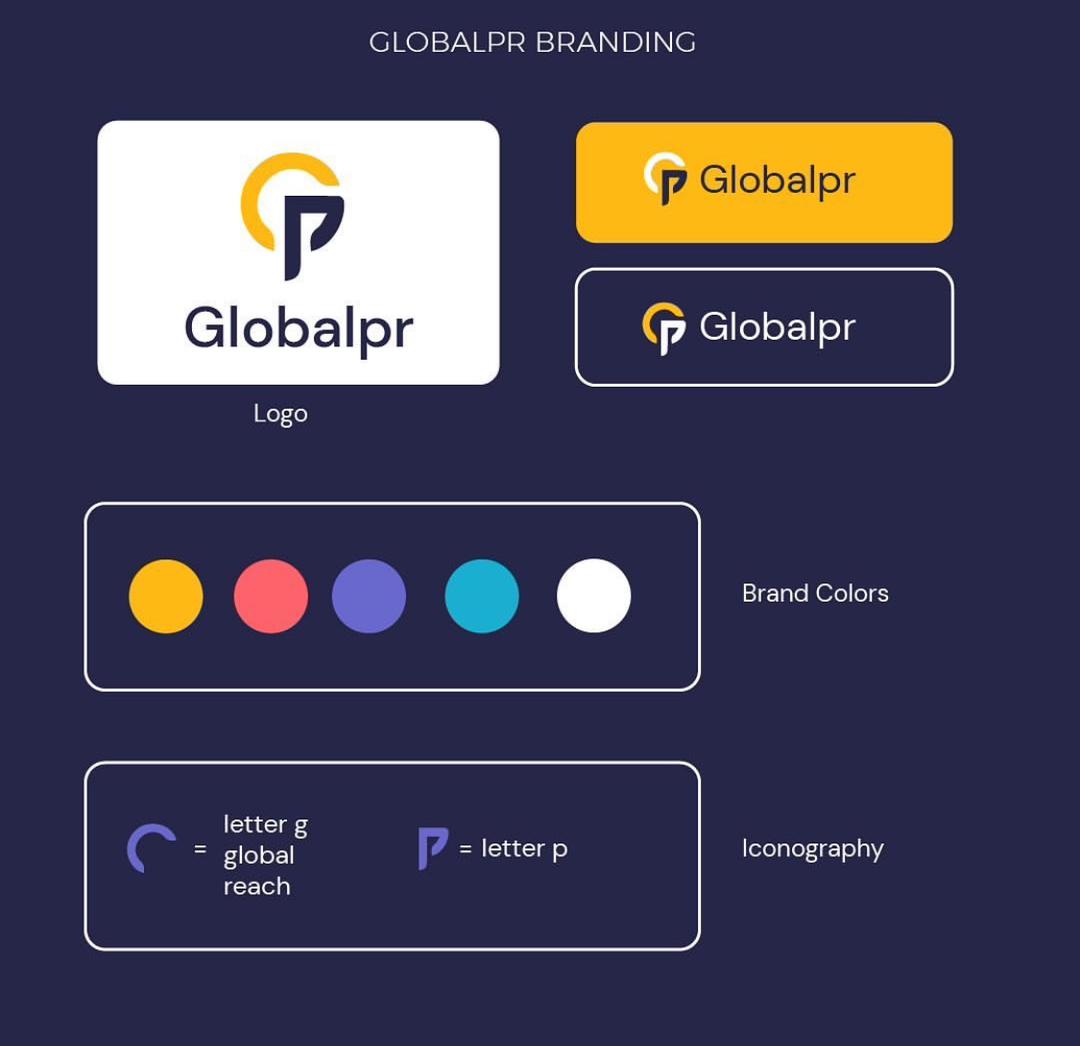 GLOBALPR BRANDING
Globalpr
Logo
Globalpr
Globalpr
Brand Colors
= letter g
global
reach
= letter p
Iconography